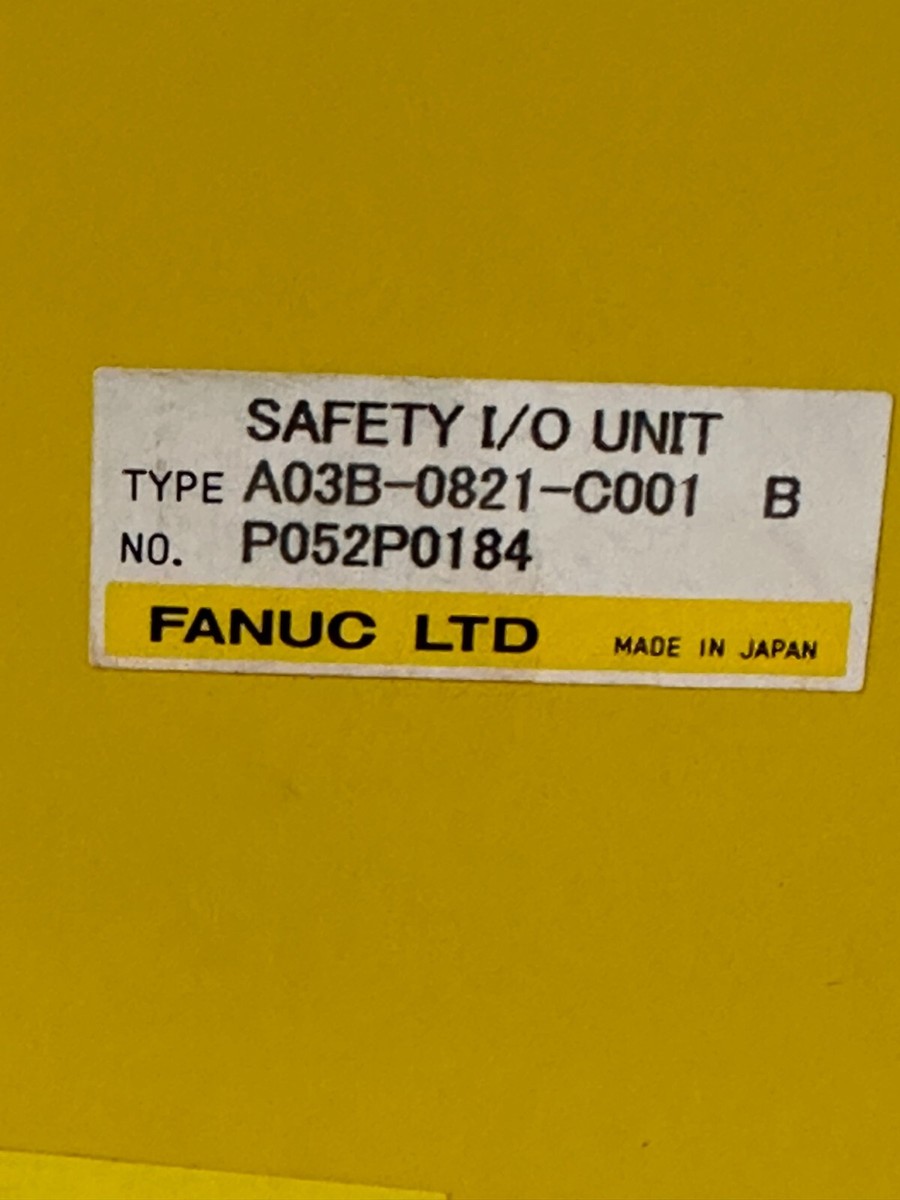 SAFETY I/O UNIT
TYPE A03B-0821-C001 B
NO. P052P0184
FANUC LTD MADE IN JAPAN